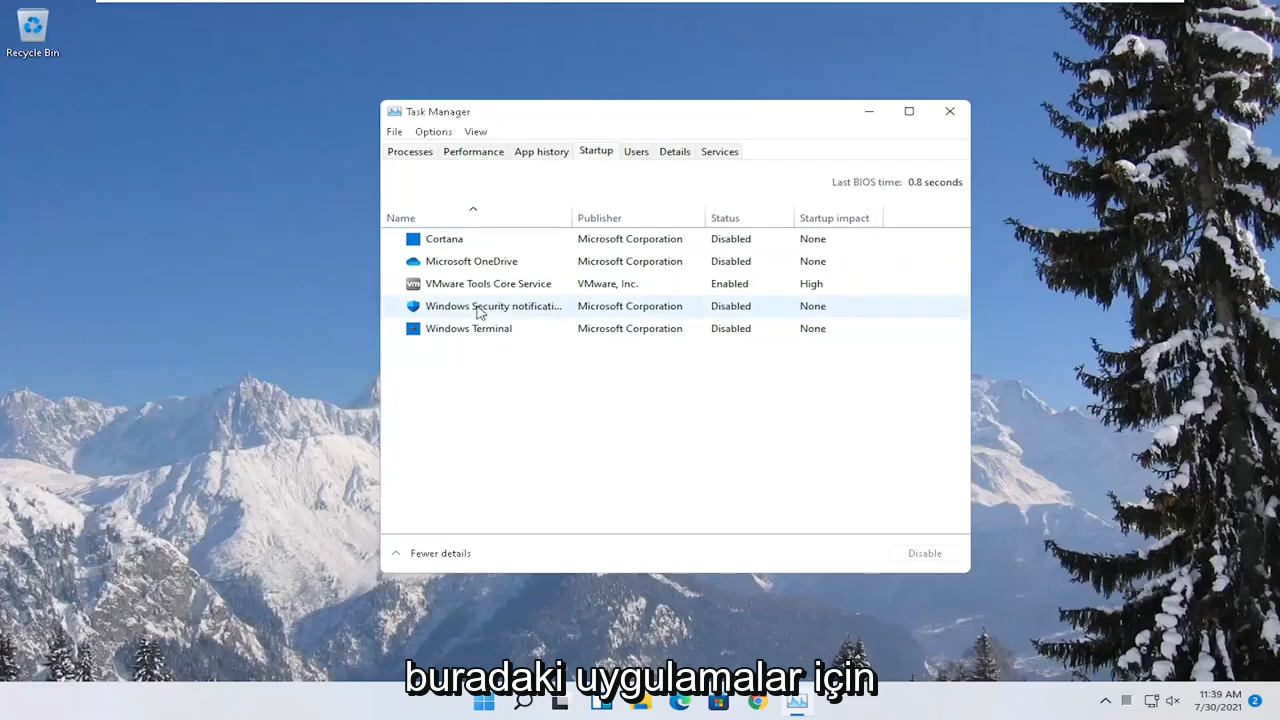 Recycle Bin
Task Manager
File Options View
Processes Performance App history Startup Users Details Services
Last BIOS time: 0.8 seconds
Name Publisher Status Startup impact
Cortana Microsoft Corporation Disabled None
Microsoft OneDrive Microsoft Corporation Disabled None
vm VMware Tools Core Service VMware, Inc. Enabled High
Windows Security notificati... Microsoft Corporation Disabled None
Windows Terminal Microsoft Corporation Disabled None
Fewer details Disable
buradaki uygulamalar için
11:39 AM
7/30/2021 2